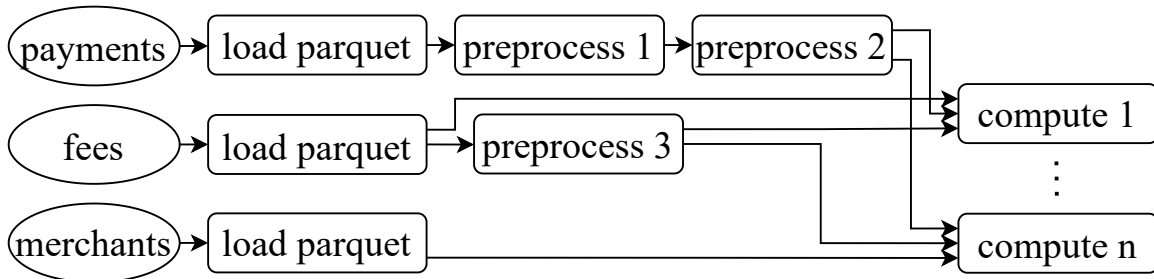 payments
load parquet
preprocess 1
preprocess 2
fees
load parquet
preprocess 3
compute 1
⋮
merchants
load parquet
compute n